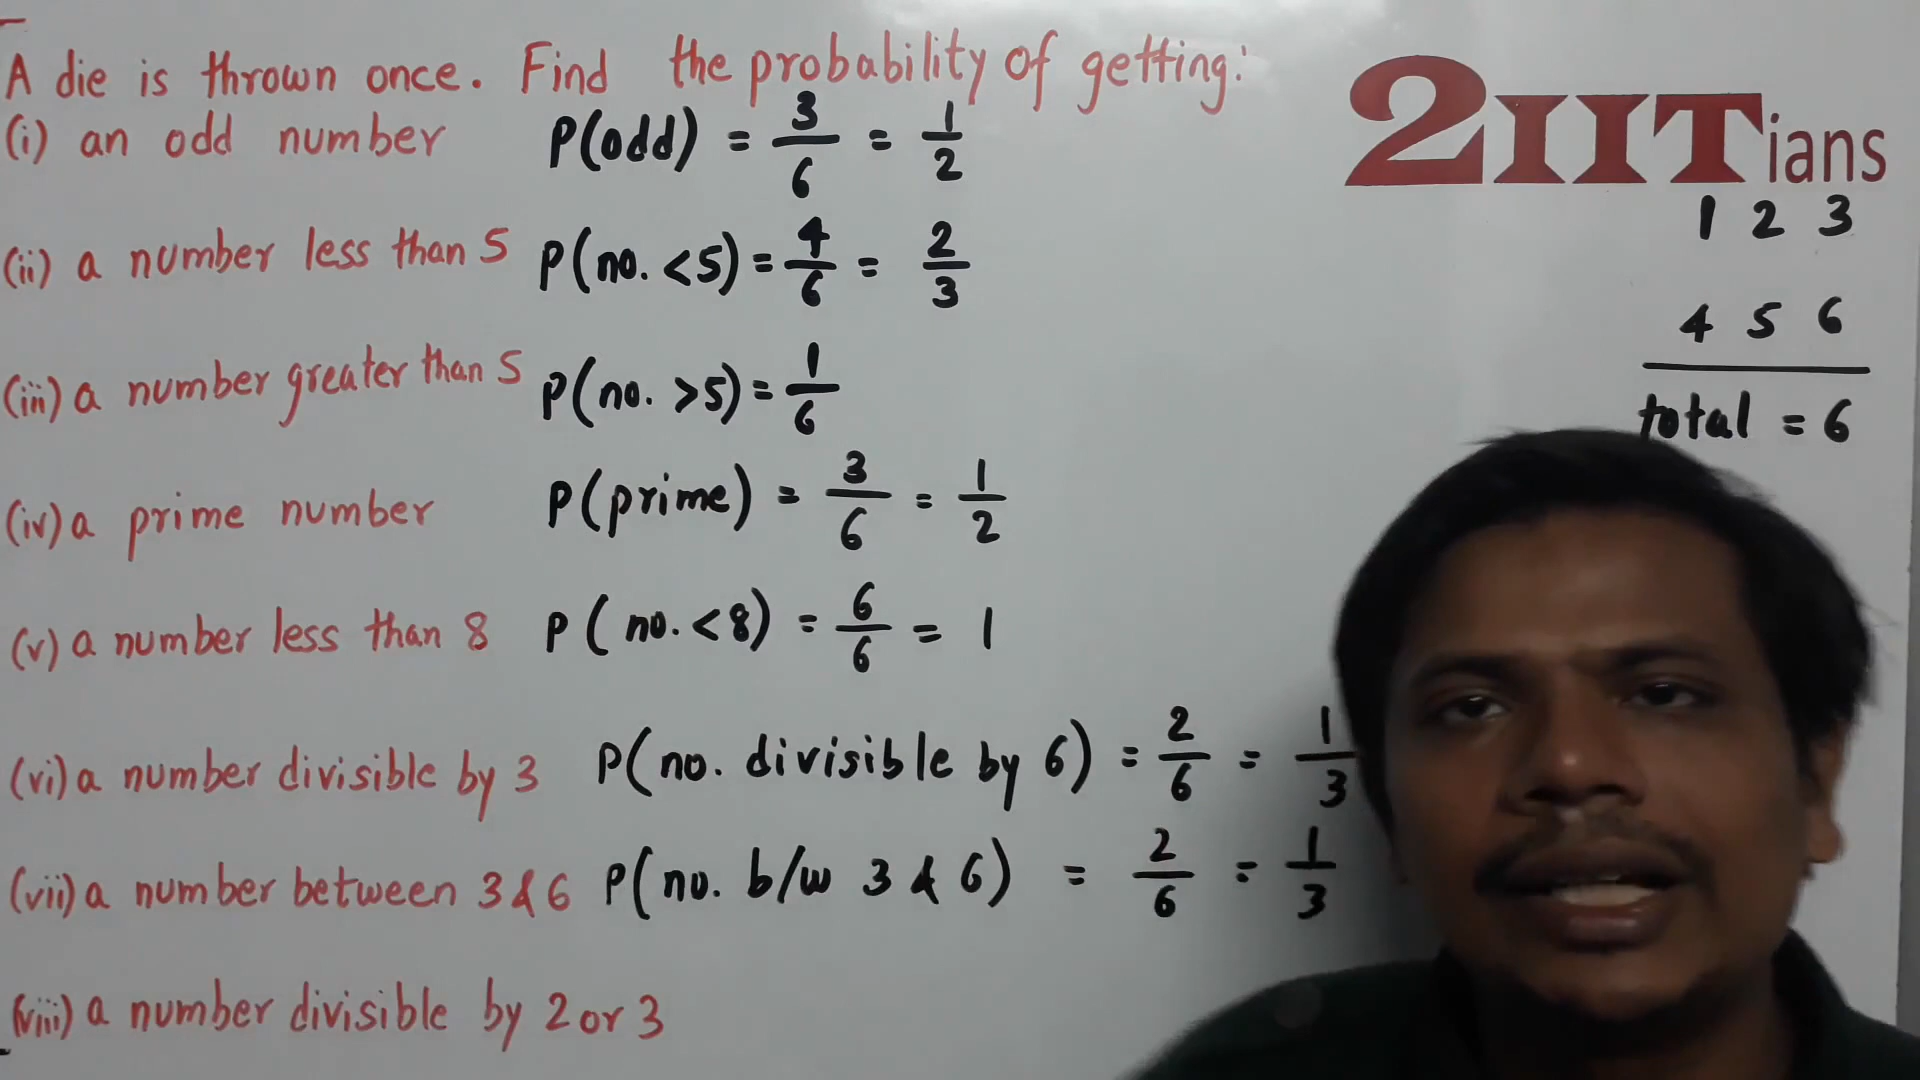 A die is thrown once. Find the probability of getting:
2IITians
(i) an odd number P(odd) = 3/6 = 1/2
1 2 3
(ii) a number less than 5 P(no. <5) = 4/6 = 2/3
4 5 6
(iii) a number greater than 5 P(no. >5) = 1/6
total = 6
(iv) a prime number P(prime) = 3/6 = 1/2
(v) a number less than 8 P(no. <8) = 6/6 = 1
(vi) a number divisible by 3 P(no. divisible by 6) = 2/6 = 1/3
(vii) a number between 3 & 6 P(no. b/w 3 & 6) = 2/6 = 1/3
(viii) a number divisible by 2 or 3